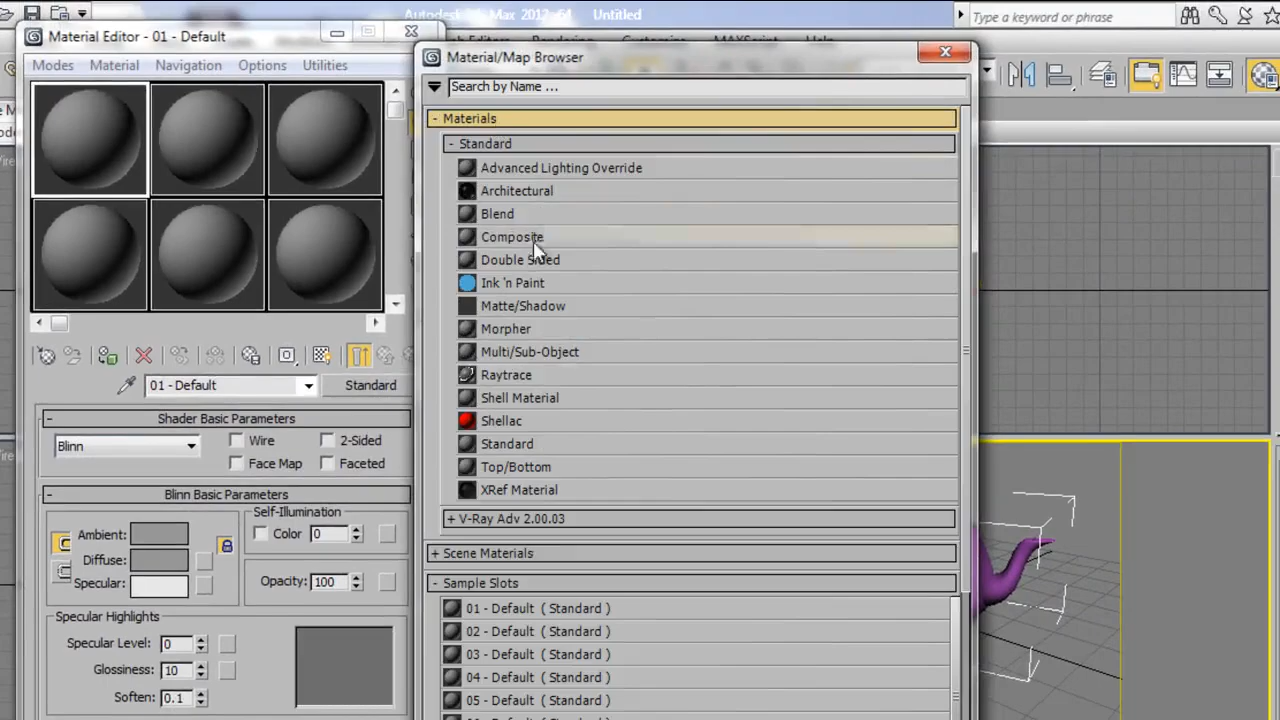 Autodesk 3ds Max 2012 x64 Untitled
Type a keyword or phrase
Material Editor - 01 - Default
Modes Material Navigation Options Utilities
01 - Default Standard
- Shader Basic Parameters
Blinn
Wire 2-Sided
Face Map Faceted
- Blinn Basic Parameters
Self-Illumination
Ambient: Color 0
Diffuse:
Specular: Opacity: 100
Specular Highlights
Specular Level: 0
Glossiness: 10
Soften: 0.1
Rendering Customize MAXScript Help
Material/Map Browser
Search by Name ...
- Materials
- Standard
Advanced Lighting Override
Architectural
Blend
Composite
Double Sided
Ink 'n Paint
Matte/Shadow
Morpher
Multi/Sub-Object
Raytrace
Shell Material
Shellac
Standard
Top/Bottom
XRef Material
+ V-Ray Adv 2.00.03
+ Scene Materials
- Sample Slots
01 - Default ( Standard )
02 - Default ( Standard )
03 - Default ( Standard )
04 - Default ( Standard )
05 - Default ( Standard )